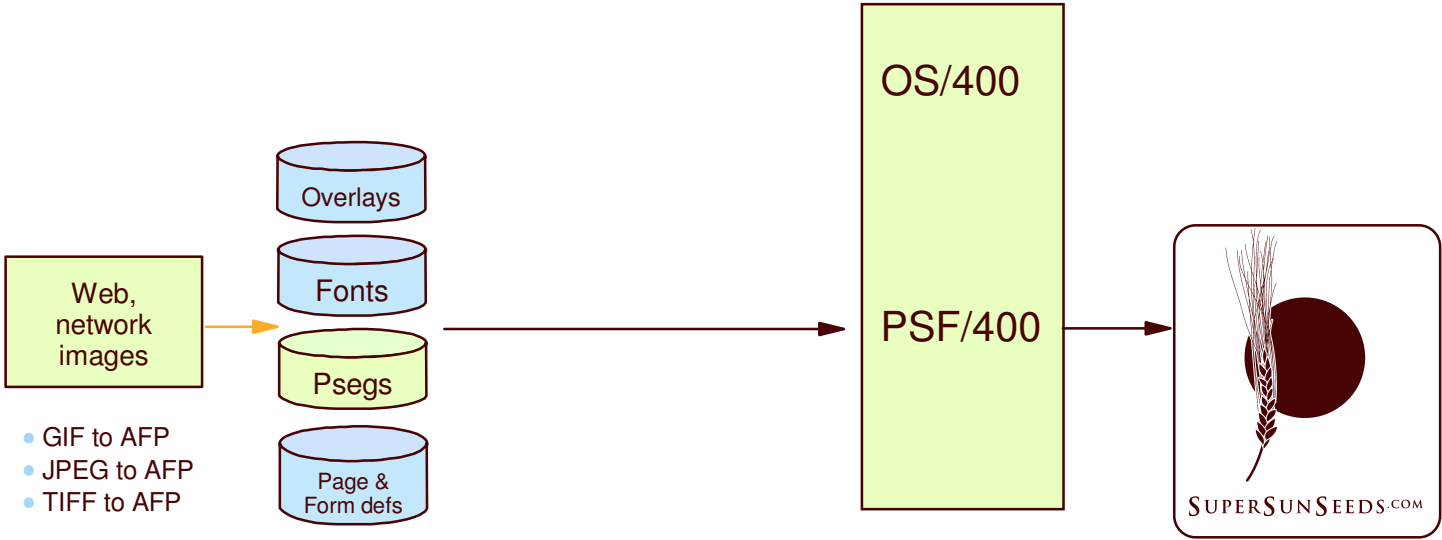 OS/400
Overlays
Fonts
Web,
network
images
PSF/400
Psegs
GIF to AFP
JPEG to AFP
TIFF to AFP
Page &
Form defs
SUPERSUNSEEDS.COM